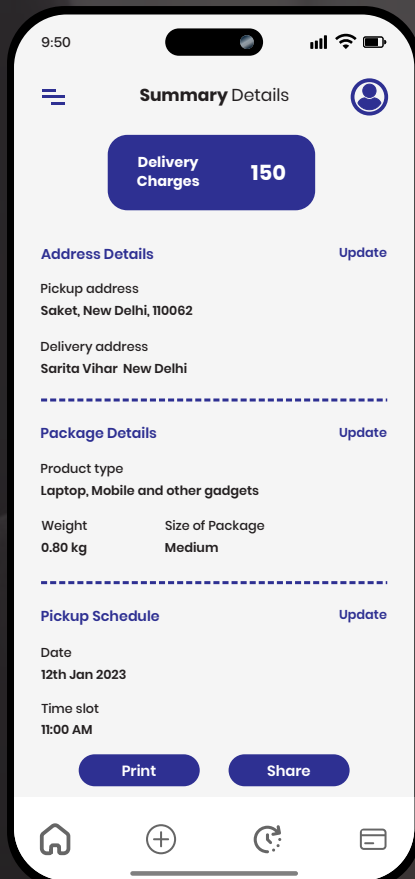 9:50
Summary Details
Delivery
Charges
150
Address Details
Update
Pickup address
Saket, New Delhi, 110062
Delivery address
Sarita Vihar New Delhi
Package Details
Update
Product type
Laptop, Mobile and other gadgets
Weight
Size of Package
0.80 kg
Medium
Pickup Schedule
Update
Date
12th Jan 2023
Time slot
11:00 AM
Print
Share